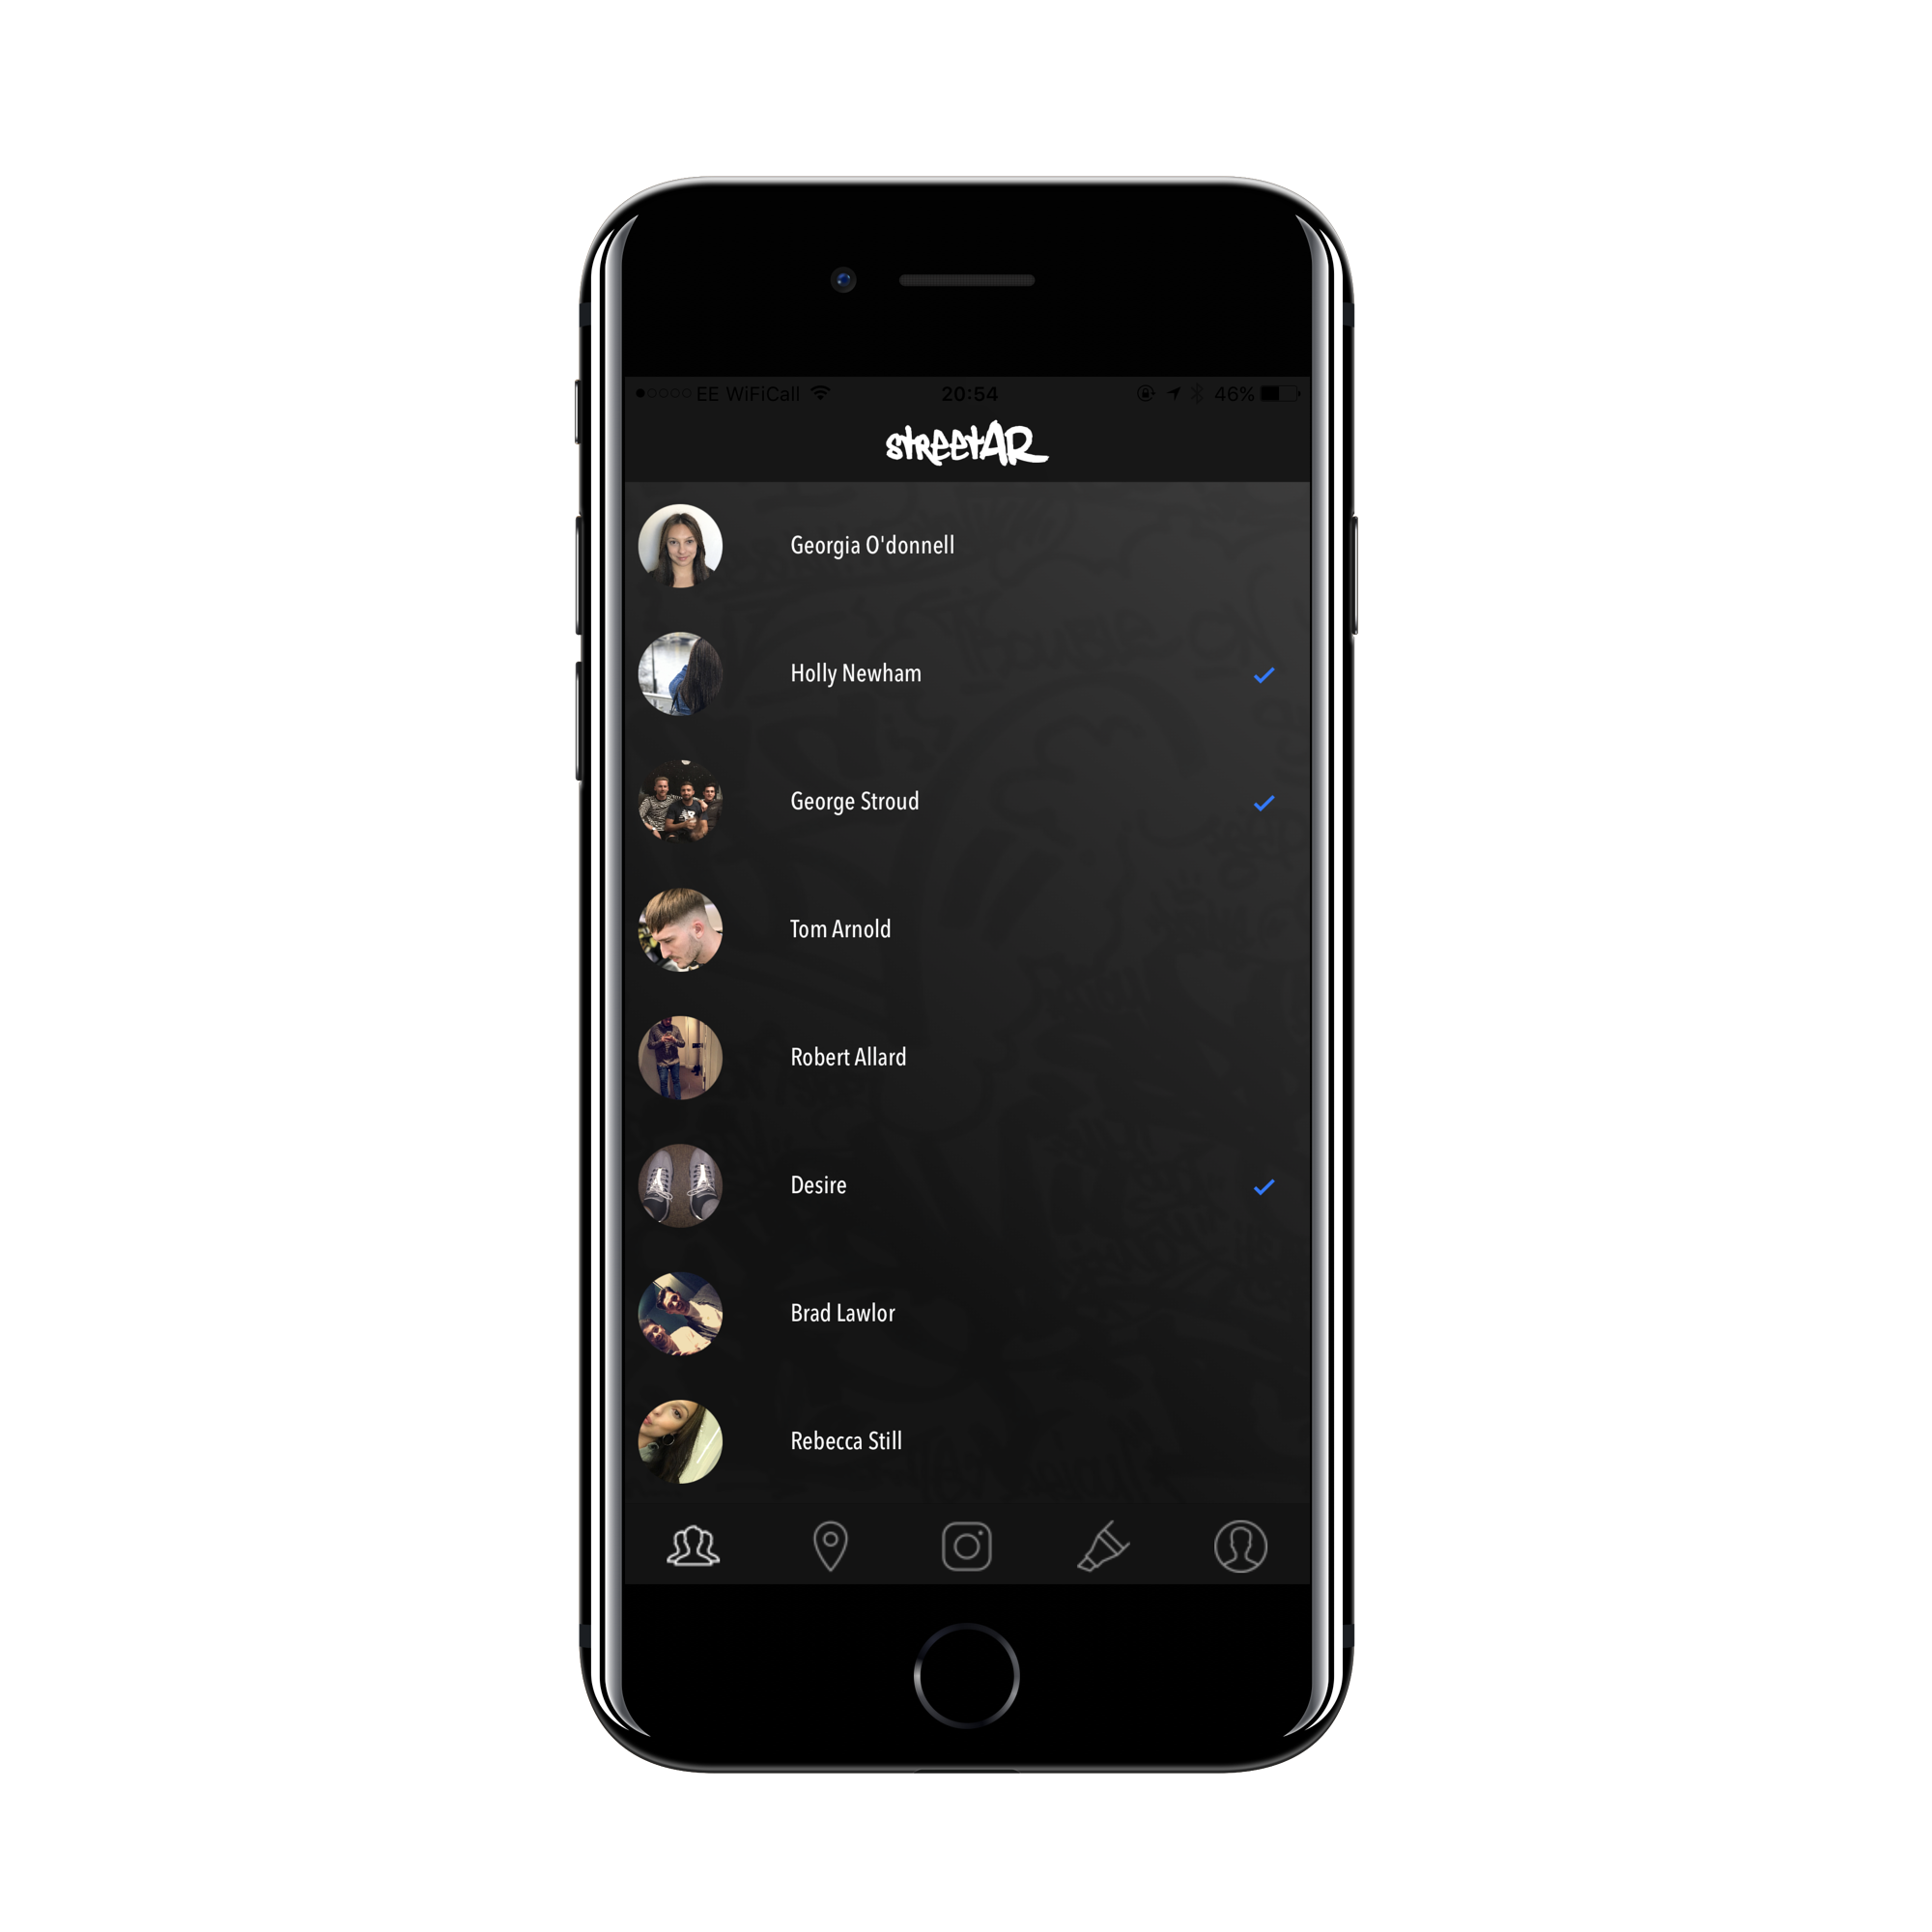 EE WiFiCall 20:54 46%
streetAR
Georgia O'donnell
Holly Newham
George Stroud
Tom Arnold
Robert Allard
Desire
Brad Lawlor
Rebecca Still